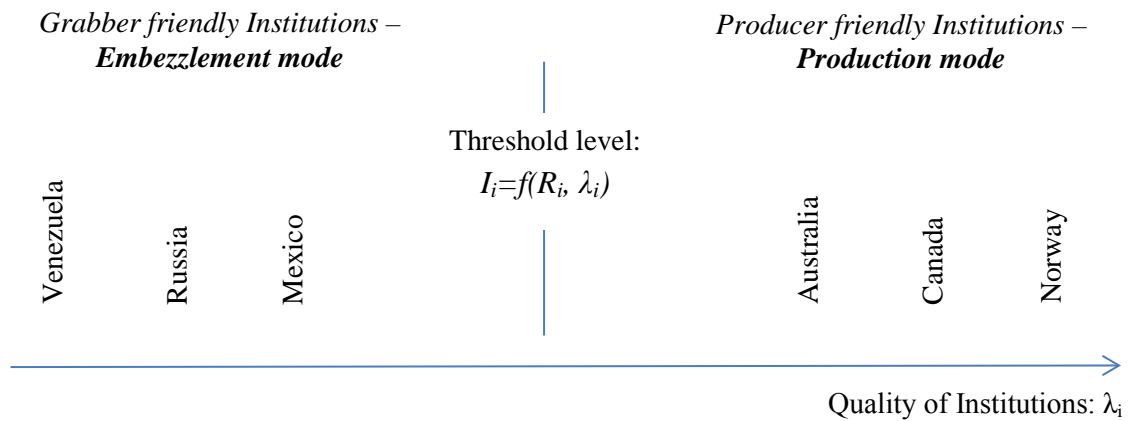 Grabber friendly Institutions –
Embezzlement mode
Producer friendly Institutions –
Production mode
Threshold level:
Iᵢ=f(Rᵢ, λᵢ)
Venezuela
Russia
Mexico
Australia
Canada
Norway
Quality of Institutions: λᵢ